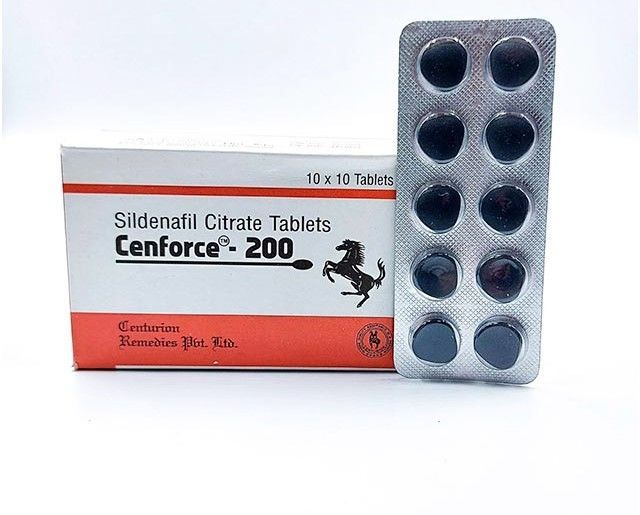 10 x 10 Tablets
Sildenafil Citrate Tablets
Cenforce™- 200
Centurion
Remedies Pvt. Ltd.